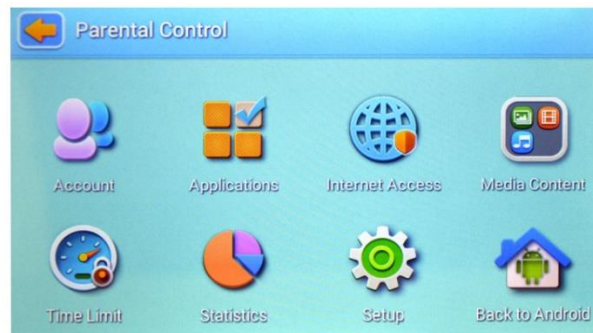 Parental Control
Account
Applications
Internet Access
Media Content
Time Limit
Statistics
Setup
Back to Android